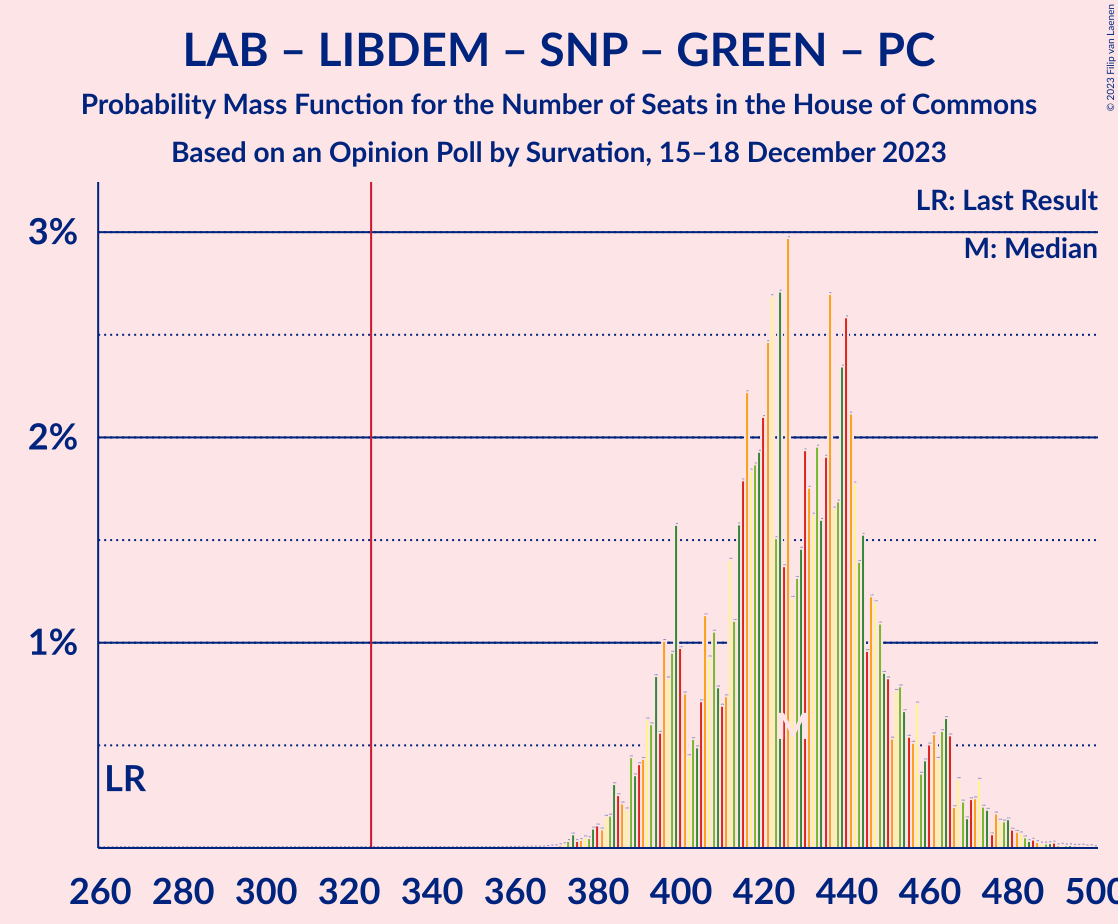 LAB – LIBDEM – SNP – GREEN – PC
Probability Mass Function for the Number of Seats in the House of Commons
Based on an Opinion Poll by Survation, 15–18 December 2023
© 2023 Filip van Laenen
LR: Last Result
M: Median
3%
2%
1%
M
LR
260 280 300 320 340 360 380 400 420 440 460 480 500